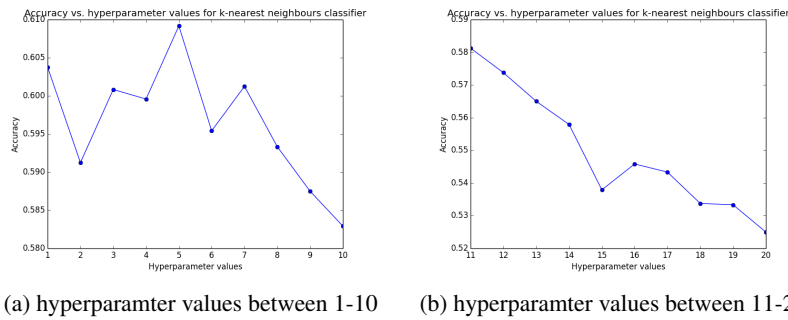 Accuracy vs. hyperparameter values for k-nearest neighbours classifier
0.610
0.605
0.600
0.595
0.590
0.585
0.580
Accuracy
1 2 3 4 5 6 7 8 9 10
Hyperparameter values
(a) hyperparamter values between 1-10
Accuracy vs. hyperparameter values for k-nearest neighbours classifier
0.59
0.58
0.57
0.56
0.55
0.54
0.53
0.52
Accuracy
11 12 13 14 15 16 17 18 19 20
Hyperparameter values
(b) hyperparamter values between 11-2